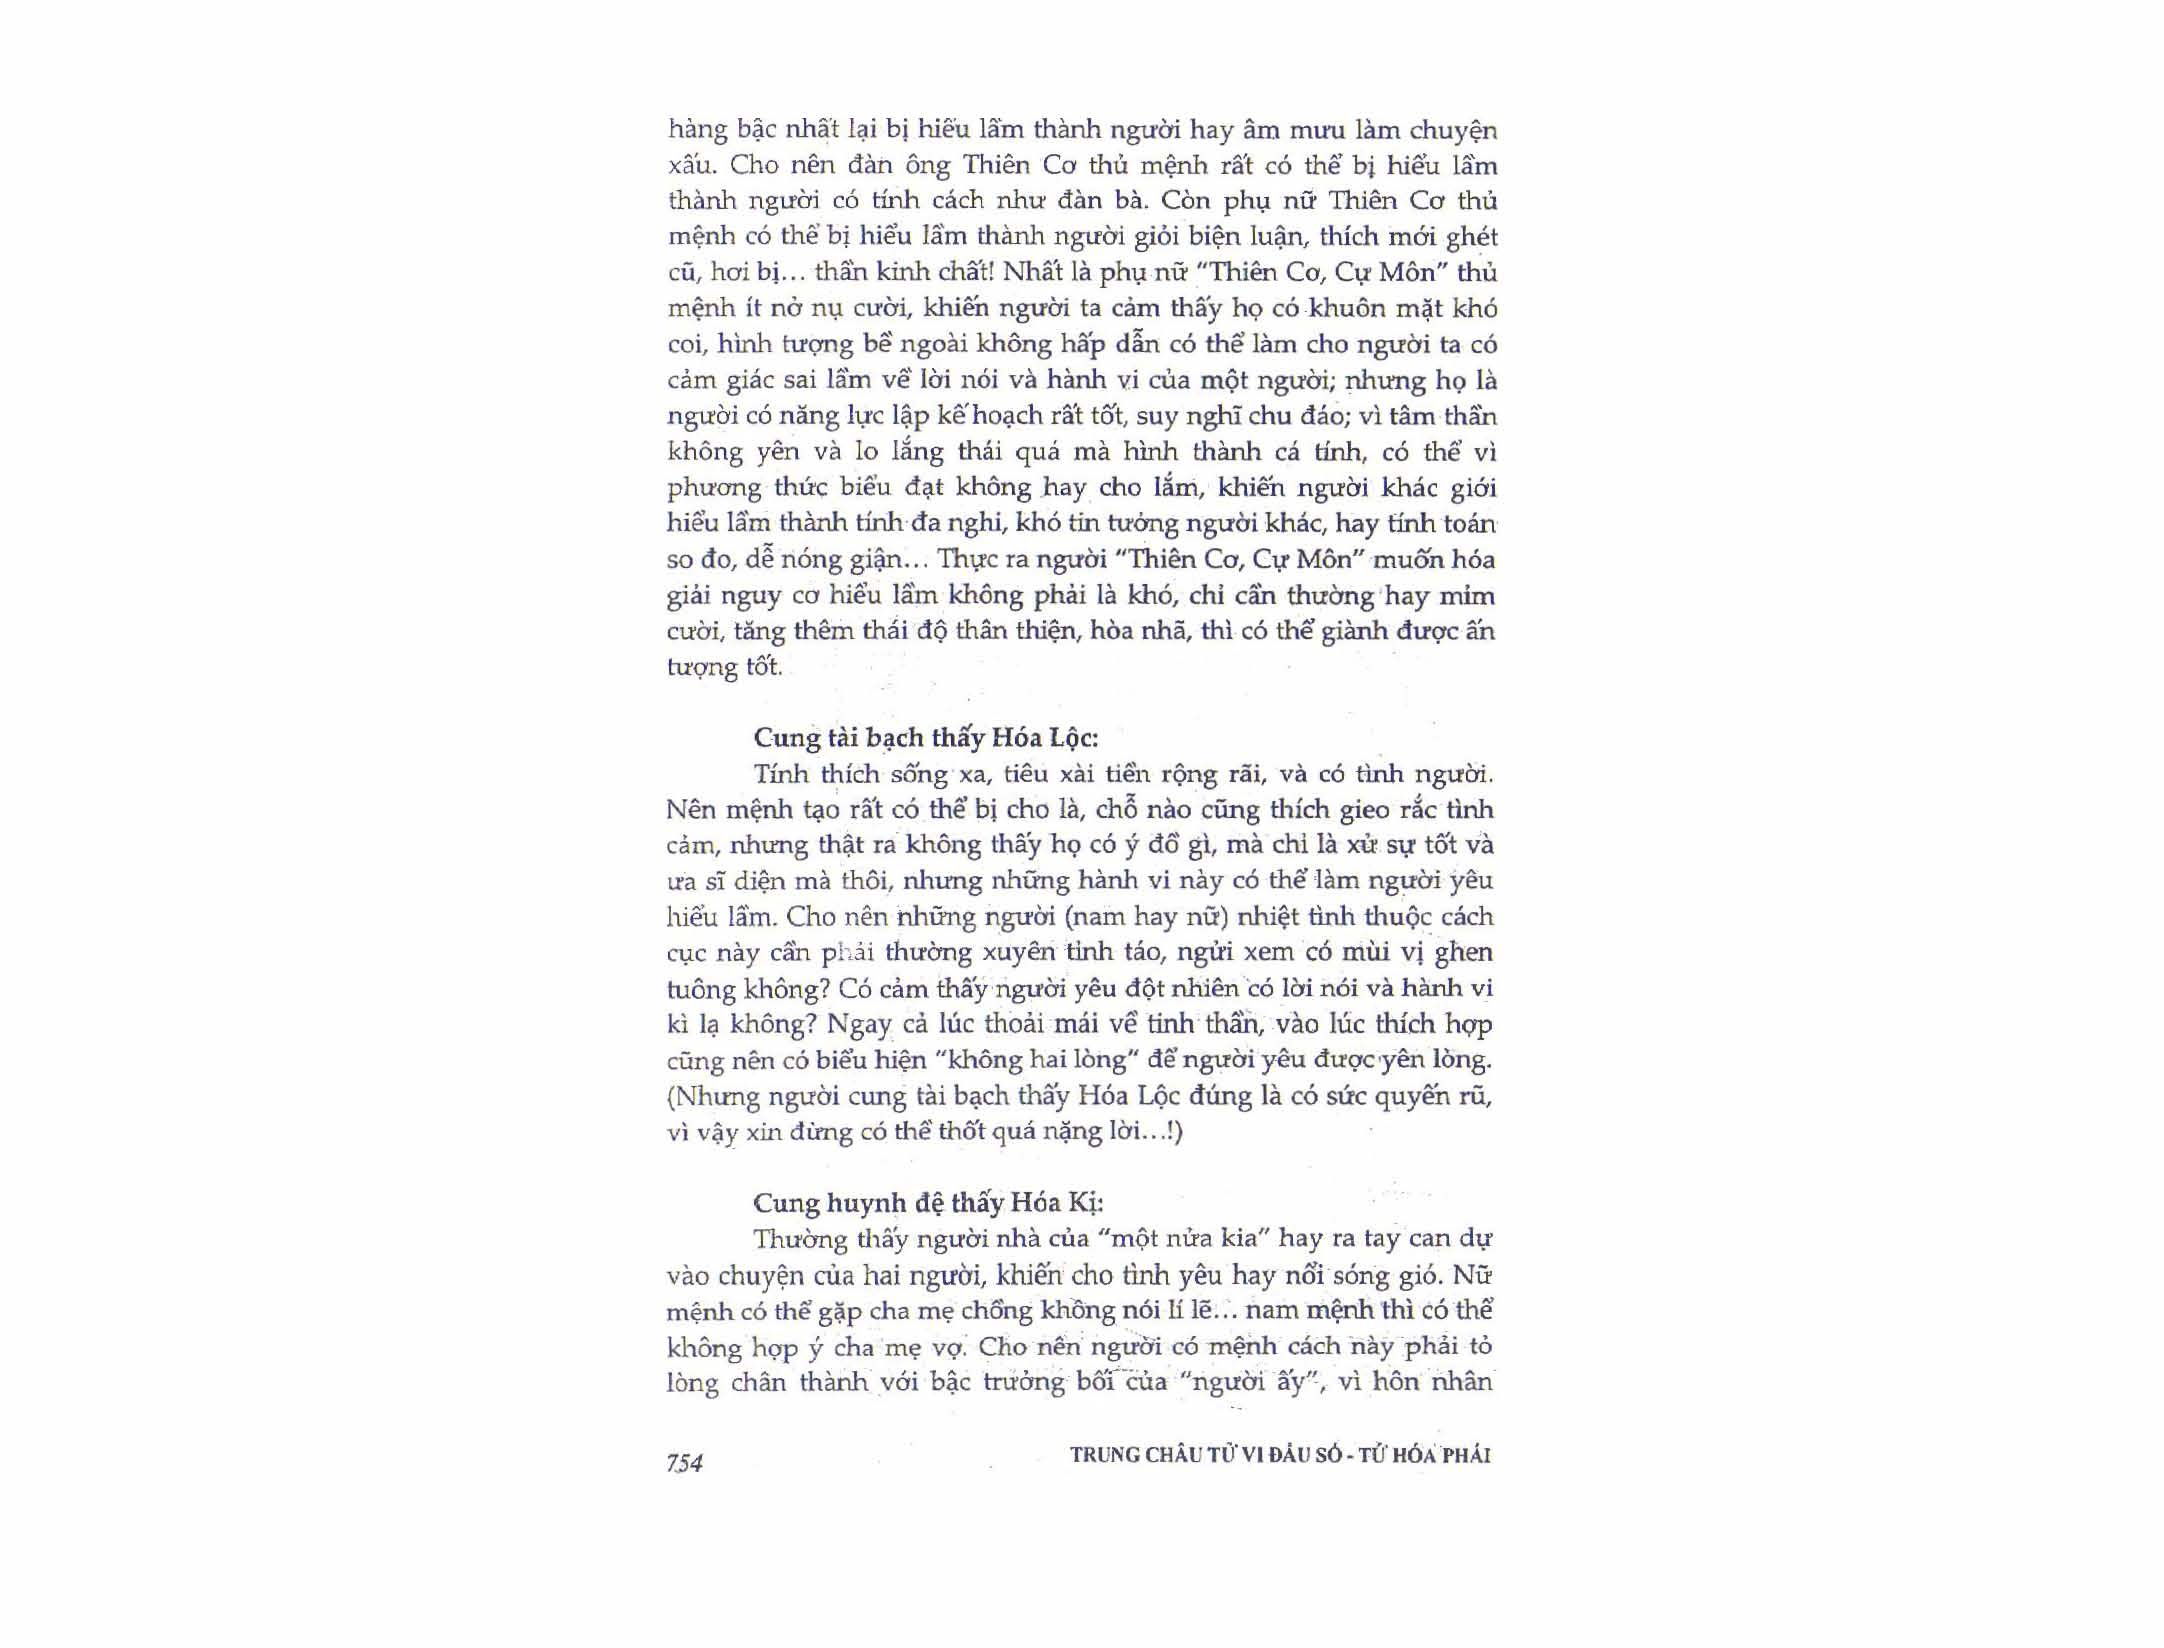 hàng bậc nhất lại bị hiểu lầm thành người hay âm mưu làm chuyện
xấu. Cho nên đàn ông Thiên Cơ thủ mệnh rất có thể bị hiểu lầm
thành người có tính cách như đàn bà. Còn phụ nữ Thiên Cơ thủ
mệnh có thể bị hiểu lầm thành người giỏi biện luận, thích mới ghét
cũ, hơi bị... thần kinh chất! Nhất là phụ nữ "Thiên Cơ, Cự Môn" thủ
mệnh ít nở nụ cười, khiến người ta cảm thấy họ có khuôn mặt khó
coi, hình tượng bề ngoài không hấp dẫn có thể làm cho người ta có
cảm giác sai lầm về lời nói và hành vi của một người; nhưng họ là
người có năng lực lập kế hoạch rất tốt, suy nghĩ chu đáo; vì tâm thần
không yên và lo lắng thái quá mà hình thành cá tính, có thể vì
phương thức biểu đạt không hay cho lắm, khiến người khác giới
hiểu lầm thành tính đa nghi, khó tin tưởng người khác, hay tính toán
so đo, dễ nóng giận... Thực ra người "Thiên Cơ, Cự Môn" muốn hóa
giải nguy cơ hiểu lầm không phải là khó, chỉ cần thường hay mỉm
cười, tăng thêm thái độ thân thiện, hòa nhã, thì có thể giành được ấn
tượng tốt.
Cung tài bạch thấy Hóa Lộc:
Tính thích sống xa, tiêu xài tiền rộng rãi, và có tình người.
Nên mệnh tạo rất có thể bị cho là, chỗ nào cũng thích gieo rắc tình
cảm, nhưng thật ra không thấy họ có ý đồ gì, mà chỉ là xử sự tốt và
ưa sĩ diện mà thôi, nhưng những hành vi này có thể làm người yêu
hiểu lầm. Cho nên những người (nam hay nữ) nhiệt tình thuộc cách
cục này cần phải thường xuyên tỉnh táo, ngửi xem có mùi vị ghen
tuông không? Có cảm thấy người yêu đột nhiên có lời nói và hành vi
kì lạ không? Ngay cả lúc thoải mái về tinh thần, vào lúc thích hợp
cũng nên có biểu hiện "không hai lòng" để người yêu được yên lòng.
(Nhưng người cung tài bạch thấy Hóa Lộc đúng là có sức quyến rũ,
vì vậy xin đừng có thề thốt quá nặng lời...!)
Cung huynh đệ thấy Hóa Kị:
Thường thấy người nhà của "một nửa kia" hay ra tay can dự
vào chuyện của hai người, khiến cho tình yêu hay nổi sóng gió. Nữ
mệnh có thể gặp cha mẹ chồng không nói lí lẽ... nam mệnh thì có thể
không hợp ý cha mẹ vợ. Cho nên người có mệnh cách này phải tỏ
lòng chân thành với bậc trưởng bối của "người ấy", vì hôn nhân
754
TRUNG CHÂU TỬ VI ĐẨU SỐ - TỨ HÓA PHÁI